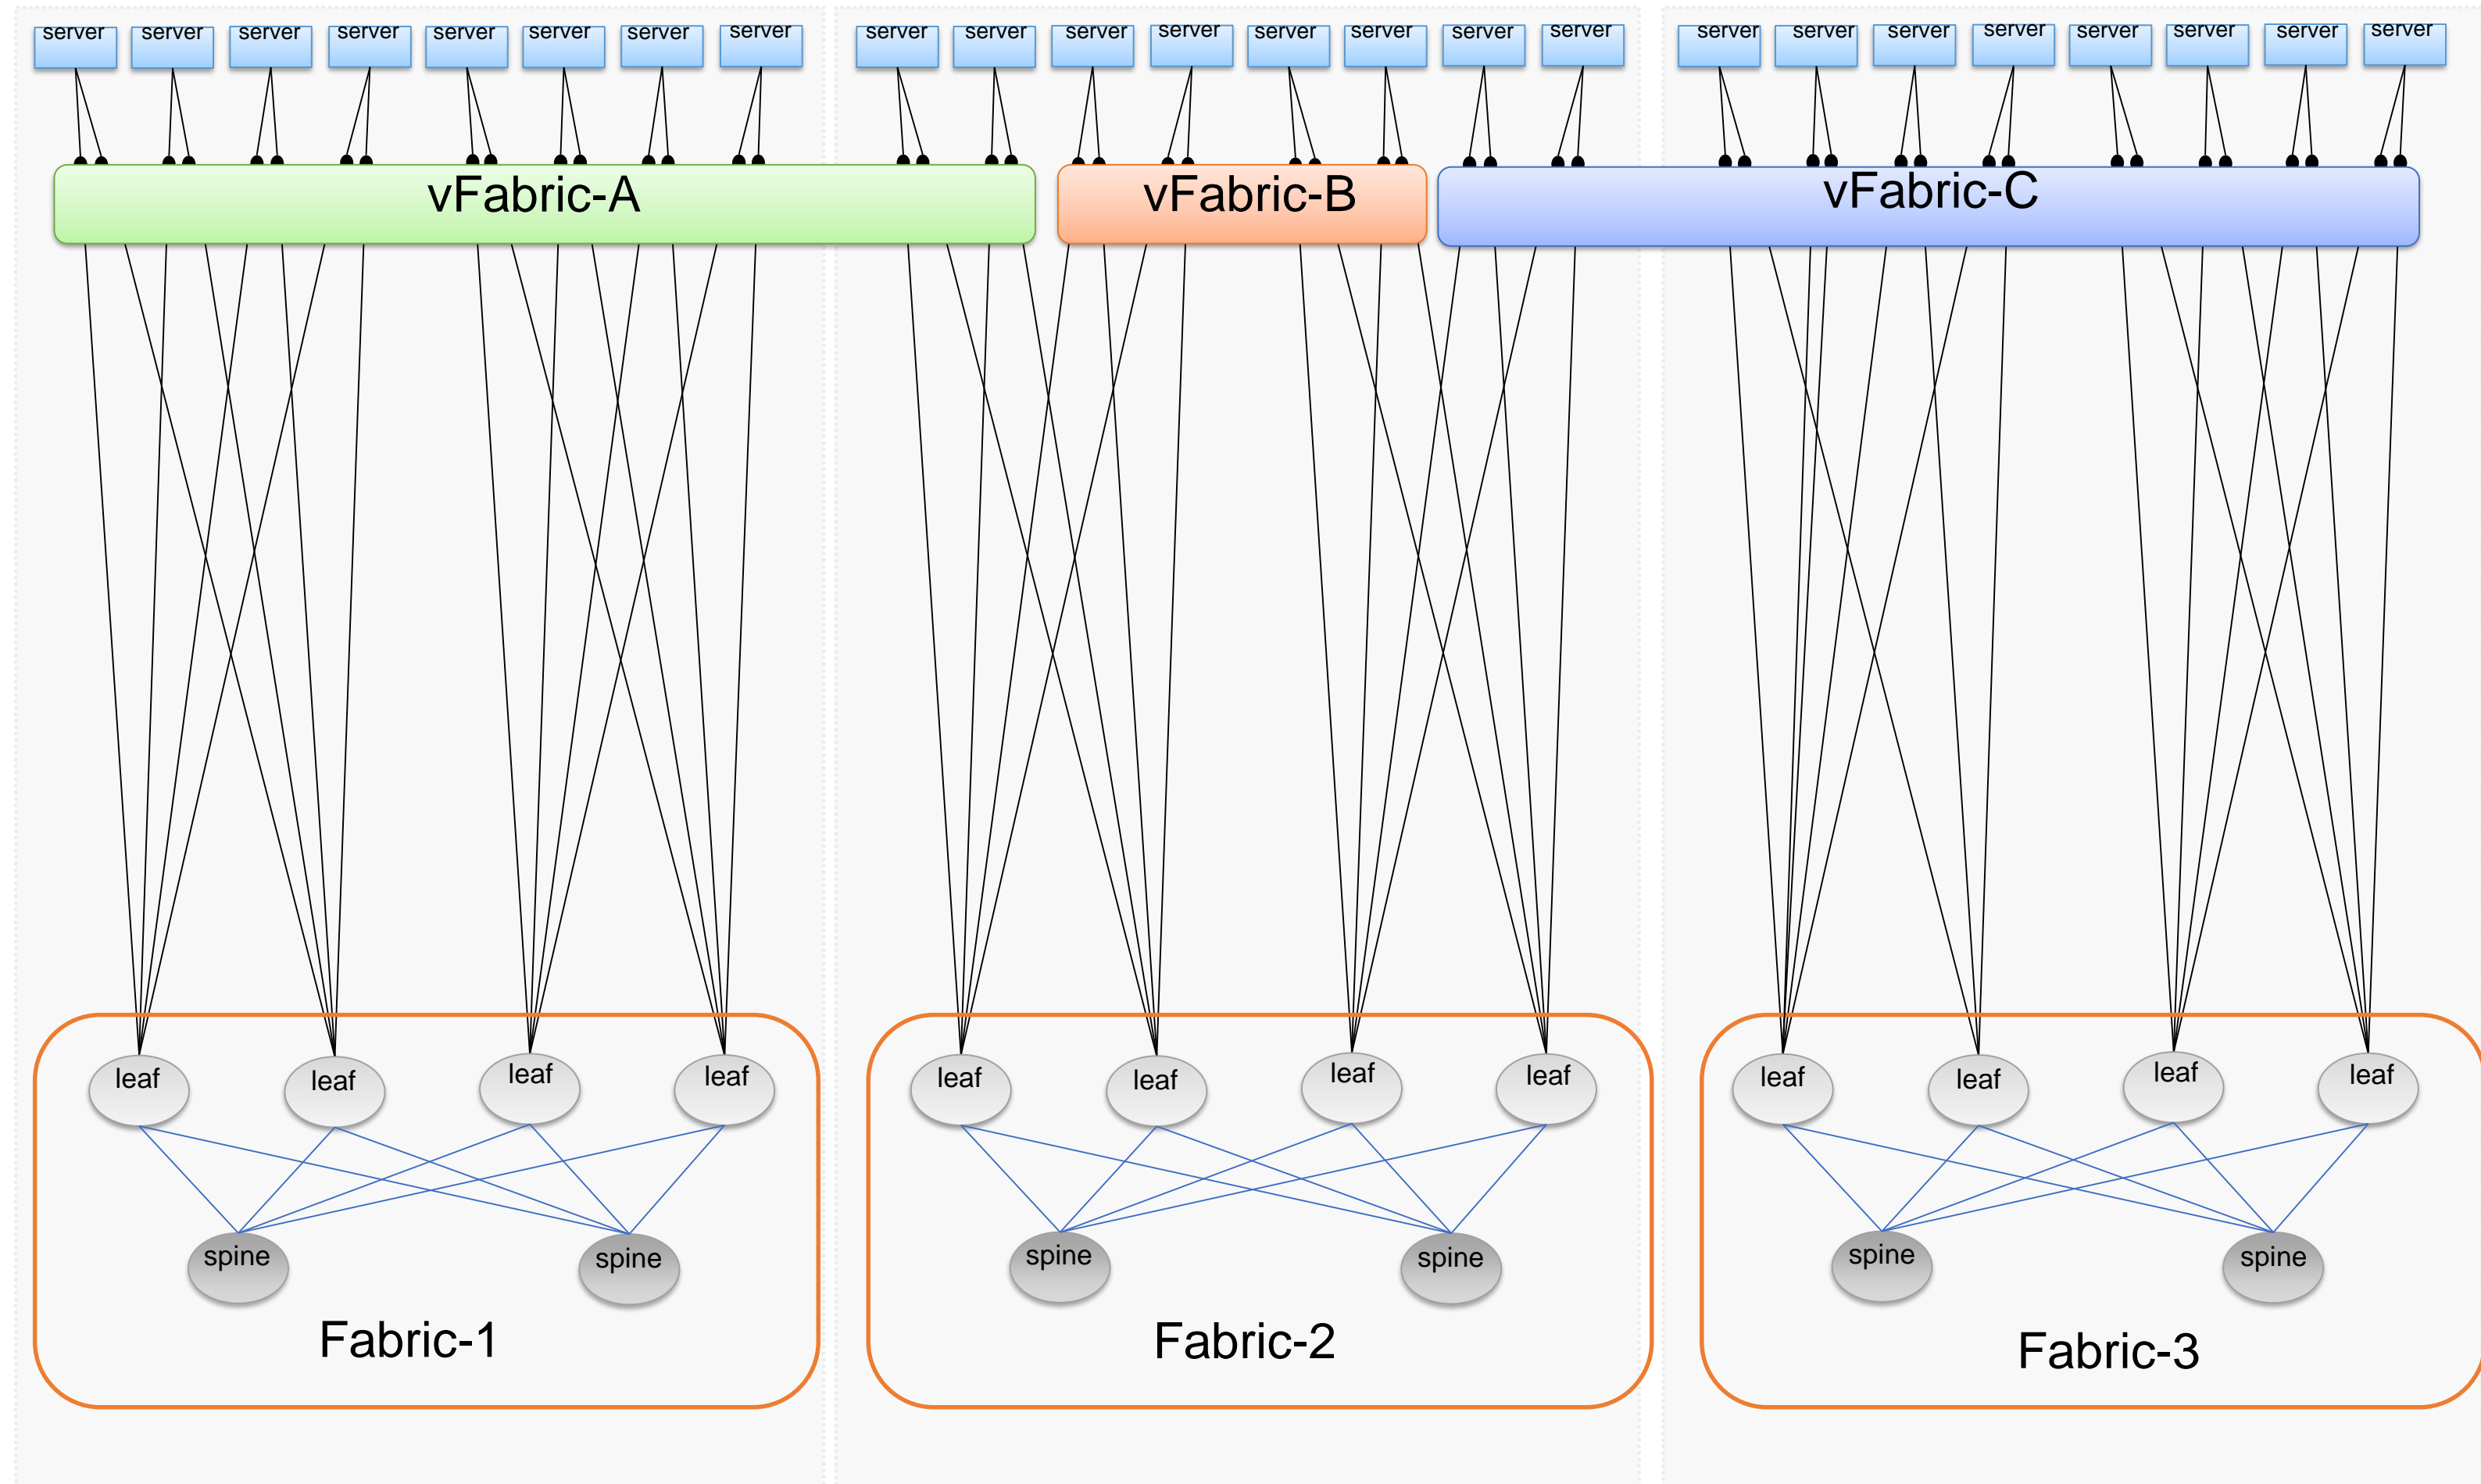 server server server server server server server server server server server server server server server server server server server server server server server server
vFabric-A vFabric-B vFabric-C
leaf leaf leaf leaf leaf leaf leaf leaf leaf leaf leaf leaf
spine spine spine spine spine spine
Fabric-1 Fabric-2 Fabric-3